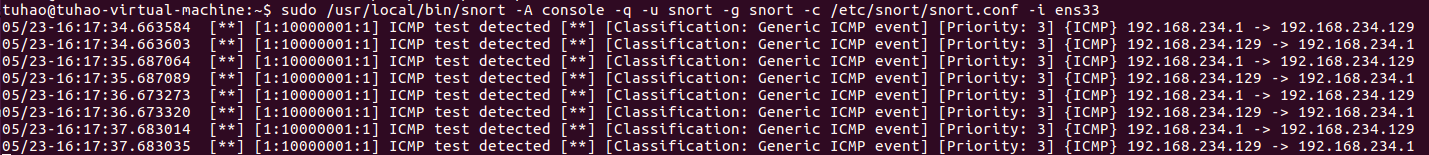 tuhao@tuhao-virtual-machine:~$ sudo /usr/local/bin/snort -A console -q -u snort -g snort -c /etc/snort/snort.conf -i ens33
05/23-16:17:34.663584  [**] [1:10000001:1] ICMP test detected [**] [Classification: Generic ICMP event] [Priority: 3] {ICMP} 192.168.234.1 -> 192.168.234.129
05/23-16:17:34.663603  [**] [1:10000001:1] ICMP test detected [**] [Classification: Generic ICMP event] [Priority: 3] {ICMP} 192.168.234.129 -> 192.168.234.1
05/23-16:17:35.687064  [**] [1:10000001:1] ICMP test detected [**] [Classification: Generic ICMP event] [Priority: 3] {ICMP} 192.168.234.1 -> 192.168.234.129
05/23-16:17:35.687089  [**] [1:10000001:1] ICMP test detected [**] [Classification: Generic ICMP event] [Priority: 3] {ICMP} 192.168.234.129 -> 192.168.234.1
05/23-16:17:36.673273  [**] [1:10000001:1] ICMP test detected [**] [Classification: Generic ICMP event] [Priority: 3] {ICMP} 192.168.234.1 -> 192.168.234.129
05/23-16:17:36.673320  [**] [1:10000001:1] ICMP test detected [**] [Classification: Generic ICMP event] [Priority: 3] {ICMP} 192.168.234.129 -> 192.168.234.1
05/23-16:17:37.683014  [**] [1:10000001:1] ICMP test detected [**] [Classification: Generic ICMP event] [Priority: 3] {ICMP} 192.168.234.1 -> 192.168.234.129
05/23-16:17:37.683035  [**] [1:10000001:1] ICMP test detected [**] [Classification: Generic ICMP event] [Priority: 3] {ICMP} 192.168.234.129 -> 192.168.234.1